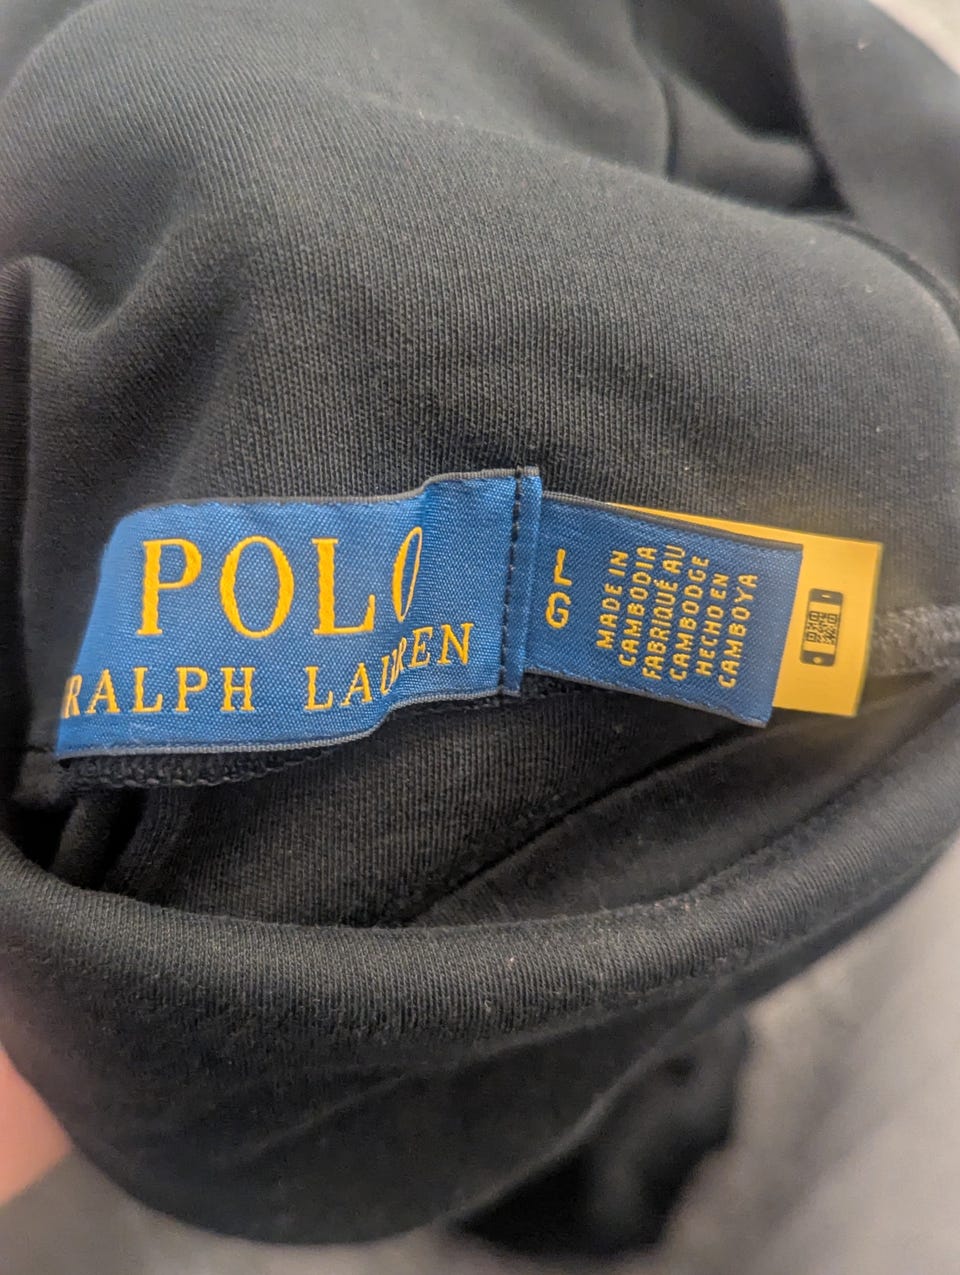 POLO
RALPH LAUREN
L
G
MADE IN
CAMBODIA
FABRIQUÉ AU
CAMBODGE
HECHO EN
CAMBOYA